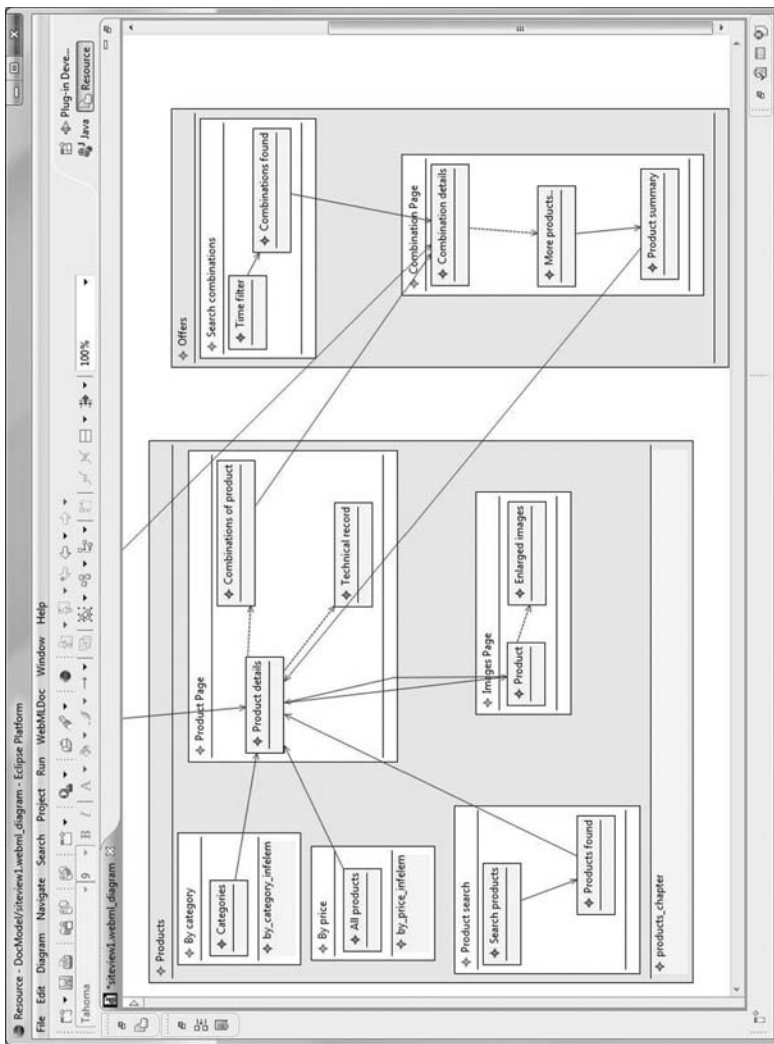 Resource - DocModel/siteview1.webml_diagram - Eclipse Platform
File Edit Diagram Navigate Search Project Run WebMLDoc Window Help
Tahoma 9 B I A 100%
Plug-in Deve...
Java Resource
*siteview1.webml_diagram
Products
By category
Categories
by_category_infelem
By price
All products
by_price_infelem
Product search
Search products
Products found
products_chapter
Product Page
Product details
Combinations of product
Technical record
Images Page
Product
Enlarged images
Offers
Search combinations
Time filter
Combinations found
Combination Page
Combination details
More products...
Product summary